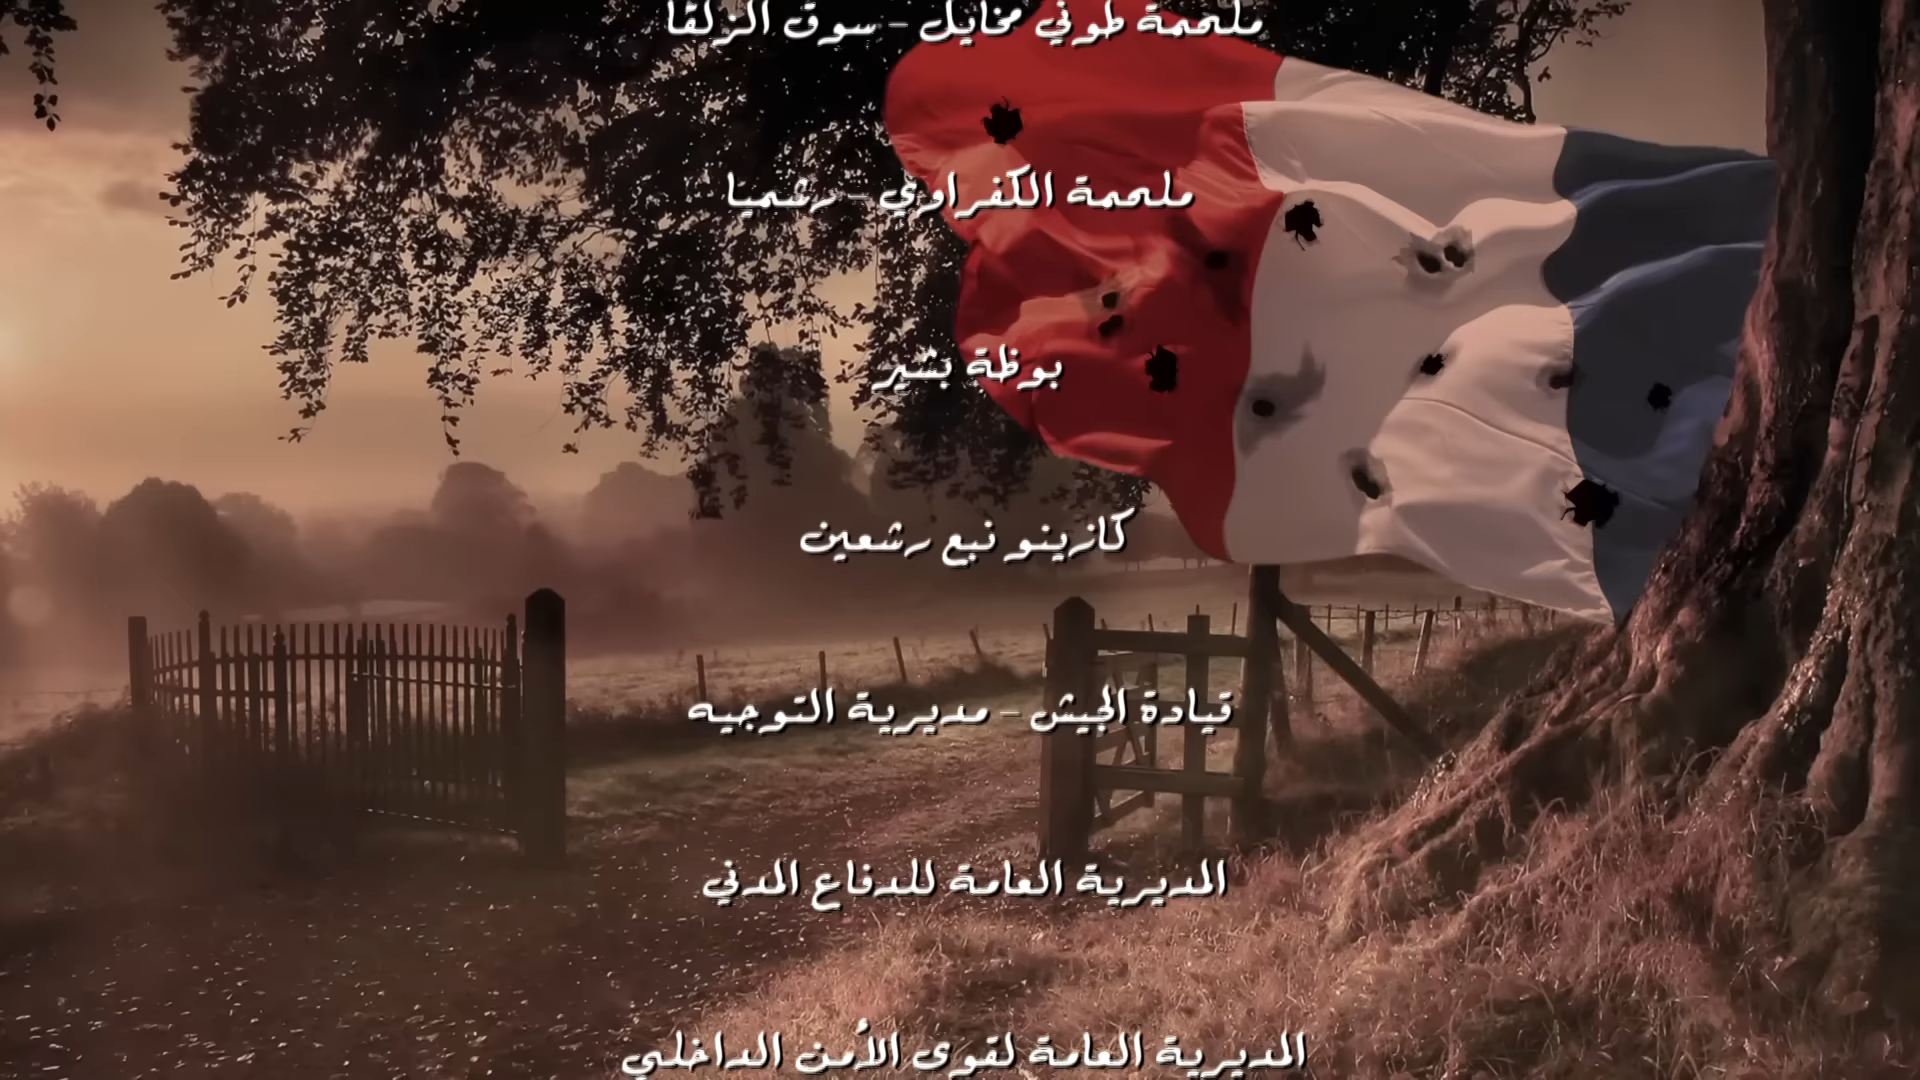 ملحمة طوني مخايل - سوق الزلقا
ملحمة الكفراوي - رشميا
بوظة بشير
كازينو نبع رشعين
قيادة الجيش - مديرية التوجيه
المديرية العامة للدفاع المدني
المديرية العامة لقوى الأمن الداخلي